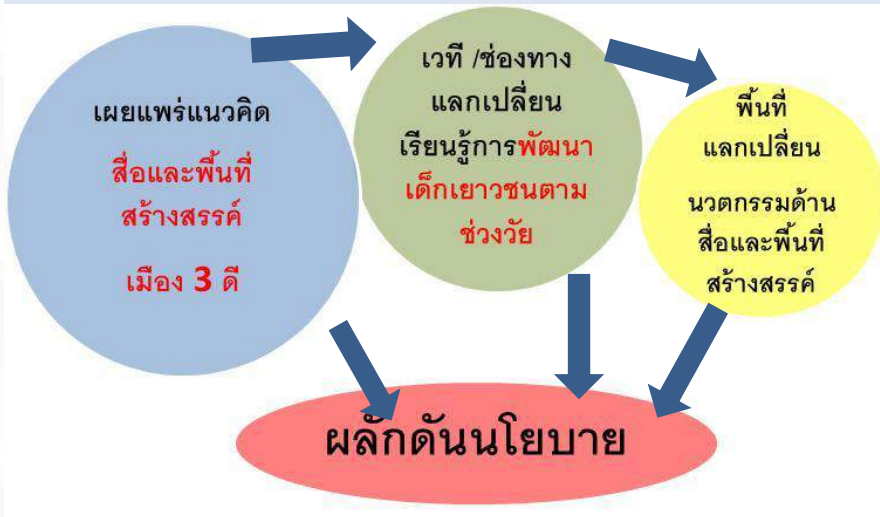 เผยแพร่แนวคิด
สื่อและพื้นที่
สร้างสรรค์
เมือง 3 ดี
เวที /ช่องทาง
แลกเปลี่ยน
เรียนรู้การพัฒนา
เด็กเยาวชนตาม
ช่วงวัย
พื้นที่
แลกเปลี่ยน
นวตกรรมด้าน
สื่อและพื้นที่
สร้างสรรค์
ผลักดันนโยบาย